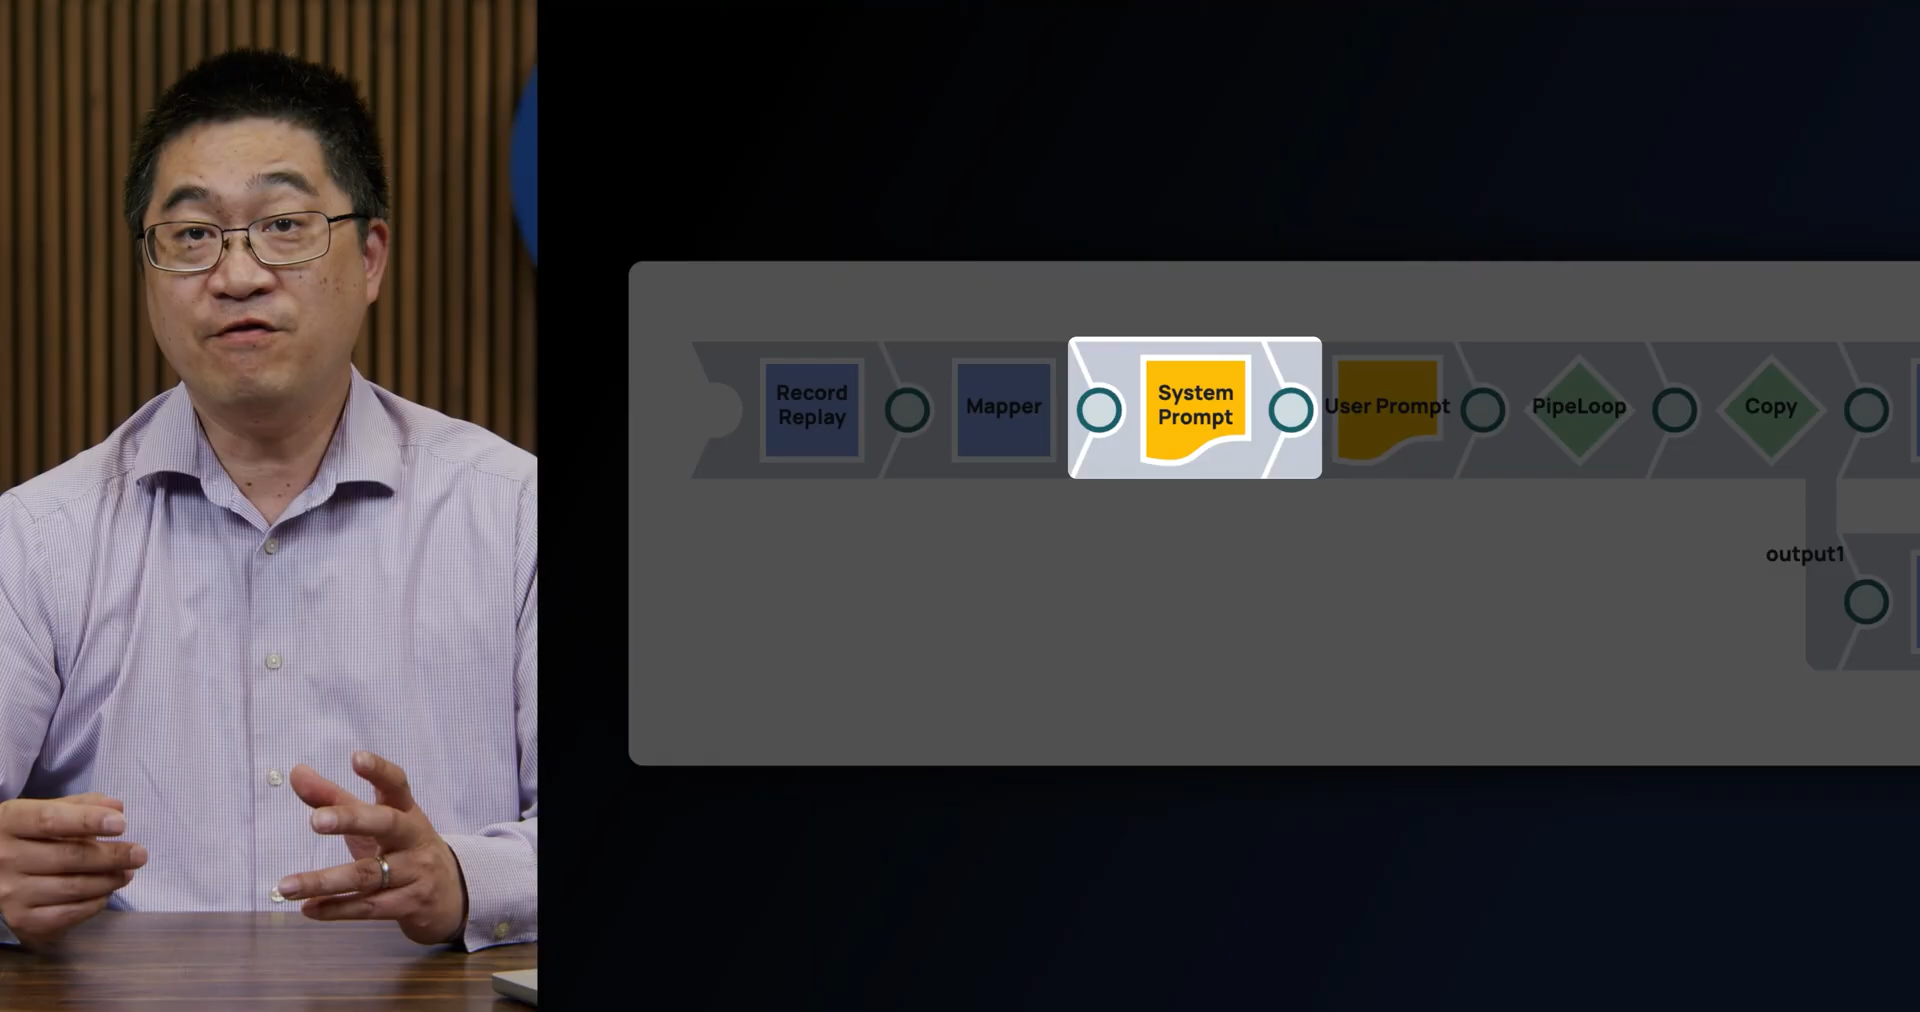 Record
Replay
Mapper
System
Prompt
User Prompt
PipeLoop
Copy
output1